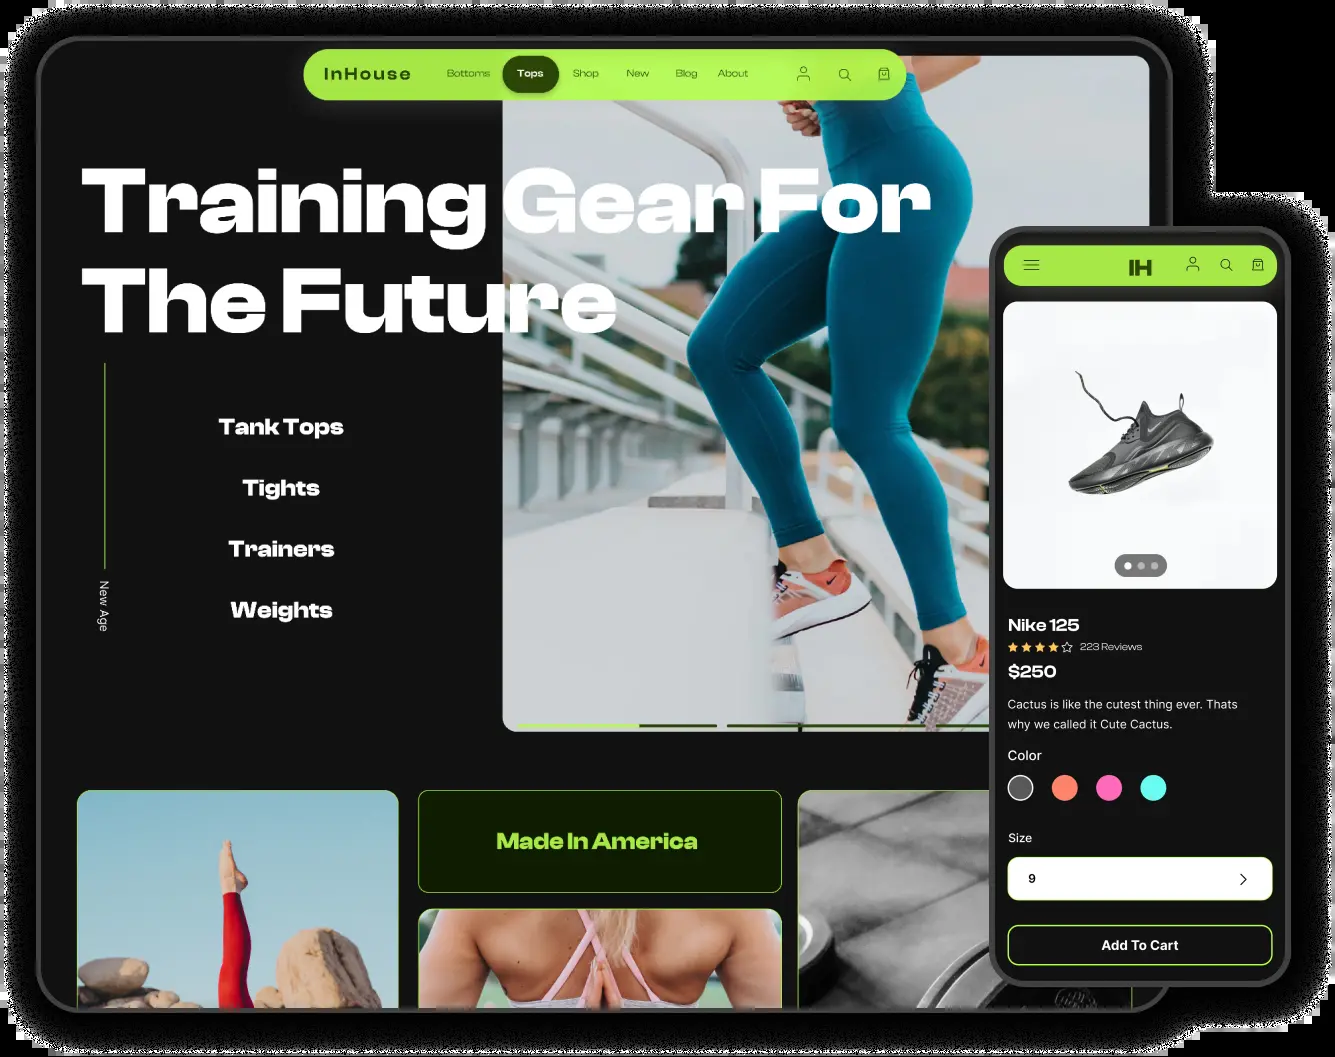 InHouse
Bottoms
Tops
Shop
New
Blog
About
Training Gear For
The Future
Tank Tops
Tights
Trainers
Weights
New Age
Made In America
IH
Nike 125
223 Reviews
$250
Cactus is like the cutest thing ever. Thats
why we called it Cute Cactus.
Color
Size
9
Add To Cart